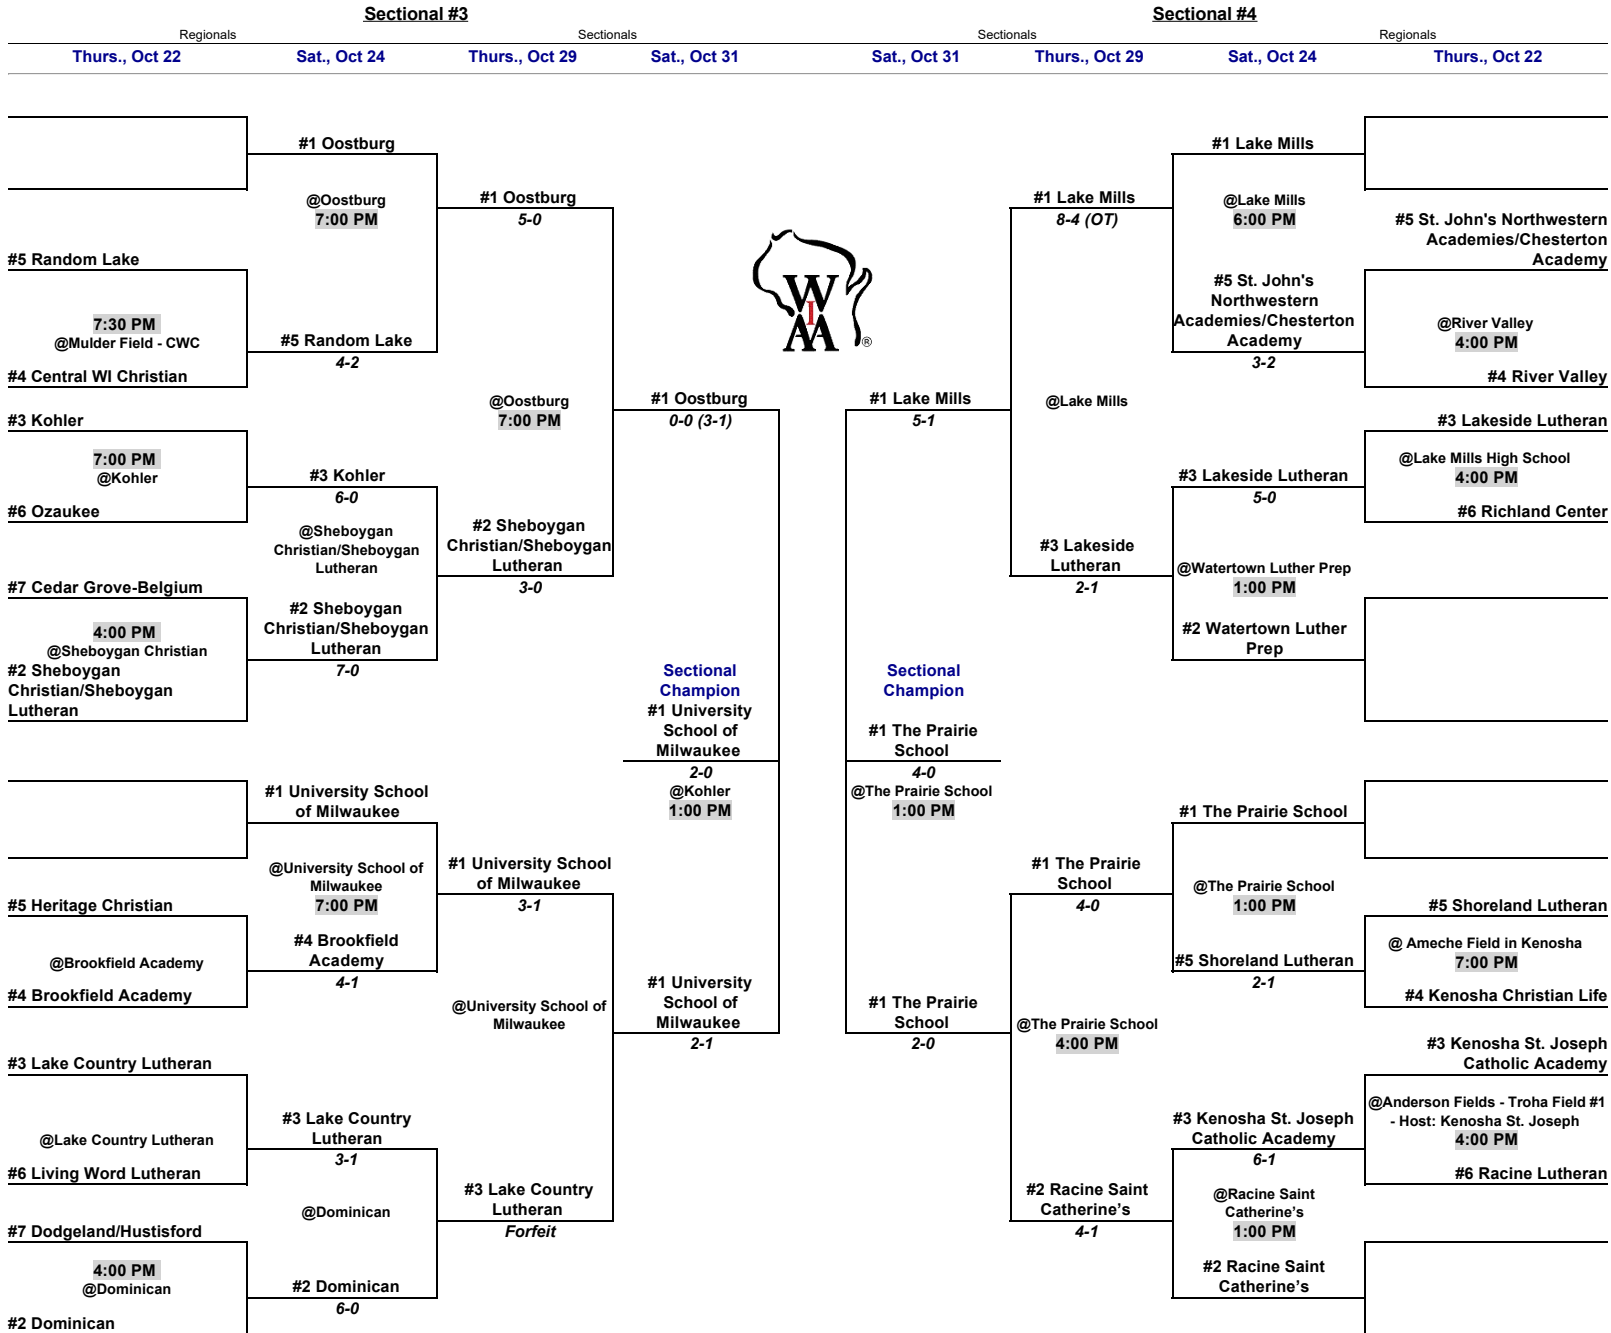 Sectional #3
Sectional #4
Regionals
Sectionals
Sectionals
Regionals
Thurs., Oct 22
Sat., Oct 24
Thurs., Oct 29
Sat., Oct 31
Sat., Oct 31
Thurs., Oct 29
Sat., Oct 24
Thurs., Oct 22
#5 Random Lake
7:30 PM
@Mulder Field - CWC
#4 Central WI Christian
#3 Kohler
7:00 PM
@Kohler
#6 Ozaukee
#7 Cedar Grove-Belgium
4:00 PM
@Sheboygan Christian
#2 Sheboygan
Christian/Sheboygan
Lutheran
#5 Heritage Christian
@Brookfield Academy
#4 Brookfield Academy
#3 Lake Country Lutheran
@Lake Country Lutheran
#6 Living Word Lutheran
#7 Dodgeland/Hustisford
4:00 PM
@Dominican
#2 Dominican
#1 Oostburg
@Oostburg
7:00 PM
#5 Random Lake
4-2
#3 Kohler
6-0
@Sheboygan
Christian/Sheboygan
Lutheran
#2 Sheboygan
Christian/Sheboygan
Lutheran
7-0
#1 University School
of Milwaukee
@University School of
Milwaukee
7:00 PM
#4 Brookfield
Academy
4-1
#3 Lake Country
Lutheran
3-1
@Dominican
#2 Dominican
6-0
#1 Oostburg
5-0
@Oostburg
7:00 PM
#2 Sheboygan
Christian/Sheboygan
Lutheran
3-0
#1 University School
of Milwaukee
3-1
@University School of
Milwaukee
#3 Lake Country
Lutheran
Forfeit
#1 Oostburg
0-0 (3-1)
Sectional
Champion
#1 University
School of
Milwaukee
2-0
@Kohler
1:00 PM
#1 University
School of
Milwaukee
2-1
W
I
AA
®
#1 Lake Mills
5-1
Sectional
Champion
#1 The Prairie
School
4-0
@The Prairie School
1:00 PM
#1 The Prairie
School
2-0
#1 Lake Mills
8-4 (OT)
@Lake Mills
#3 Lakeside
Lutheran
2-1
#1 The Prairie
School
4-0
@The Prairie School
4:00 PM
#2 Racine Saint
Catherine’s
4-1
#1 Lake Mills
@Lake Mills
6:00 PM
#5 St. John's
Northwestern
Academies/Chesterton
Academy
3-2
#3 Lakeside Lutheran
5-0
@Watertown Luther Prep
1:00 PM
#2 Watertown Luther
Prep
#1 The Prairie School
@The Prairie School
1:00 PM
#5 Shoreland Lutheran
2-1
#3 Kenosha St. Joseph
Catholic Academy
6-1
@Racine Saint
Catherine’s
1:00 PM
#2 Racine Saint
Catherine’s
#5 St. John's Northwestern
Academies/Chesterton
Academy
@River Valley
4:00 PM
#4 River Valley
#3 Lakeside Lutheran
@Lake Mills High School
4:00 PM
#6 Richland Center
#5 Shoreland Lutheran
@ Ameche Field in Kenosha
7:00 PM
#4 Kenosha Christian Life
#3 Kenosha St. Joseph
Catholic Academy
@Anderson Fields - Troha Field #1
- Host: Kenosha St. Joseph
4:00 PM
#6 Racine Lutheran